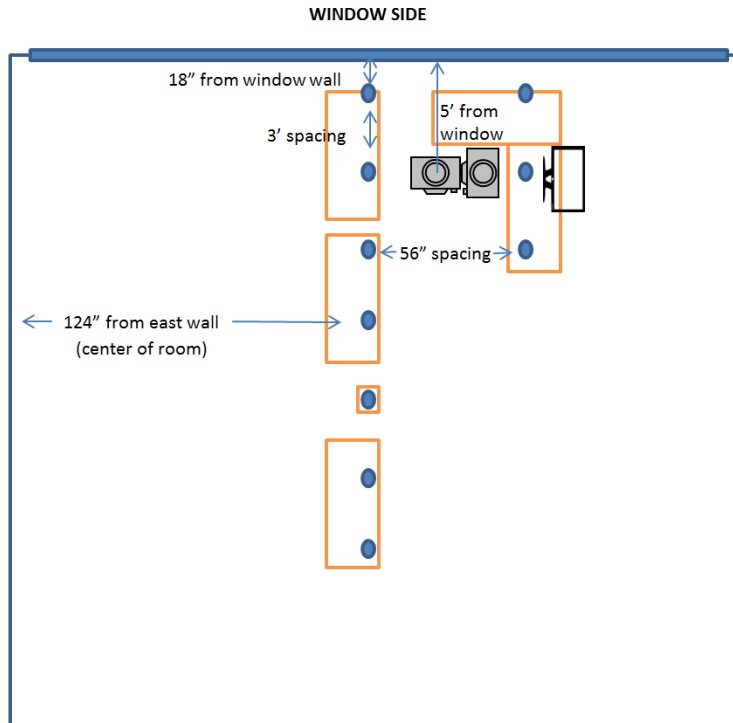 WINDOW SIDE
18” from window wall
3’ spacing
5’ from
window
56” spacing
124” from east wall
(center of room)